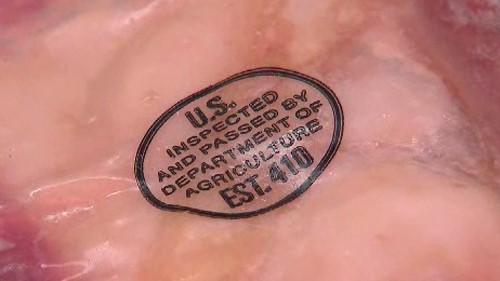 U.S.
INSPECTED
AND PASSED BY
DEPARTMENT OF
AGRICULTURE
EST. 410